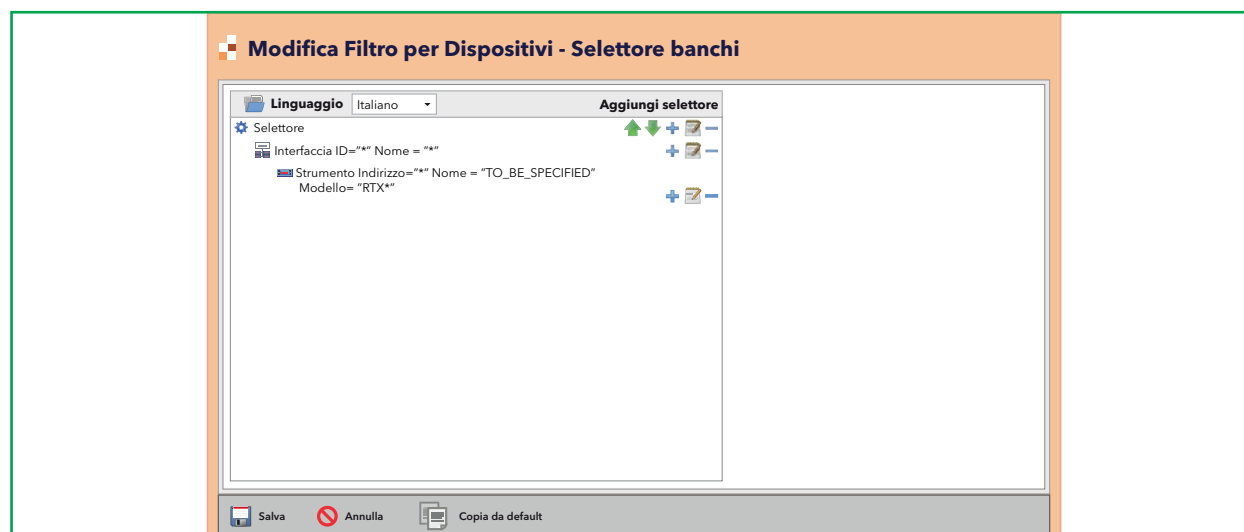 Modifica Filtro per Dispositivi - Selettore banchi
Linguaggio Italiano Aggiungi selettore
Selettore
Interfaccia ID=“*” Nome = “*”
Strumento Indirizzo=“*” Nome = “TO_BE_SPECIFIED”
Modello= “RTX*”
Salva Annulla Copia da default